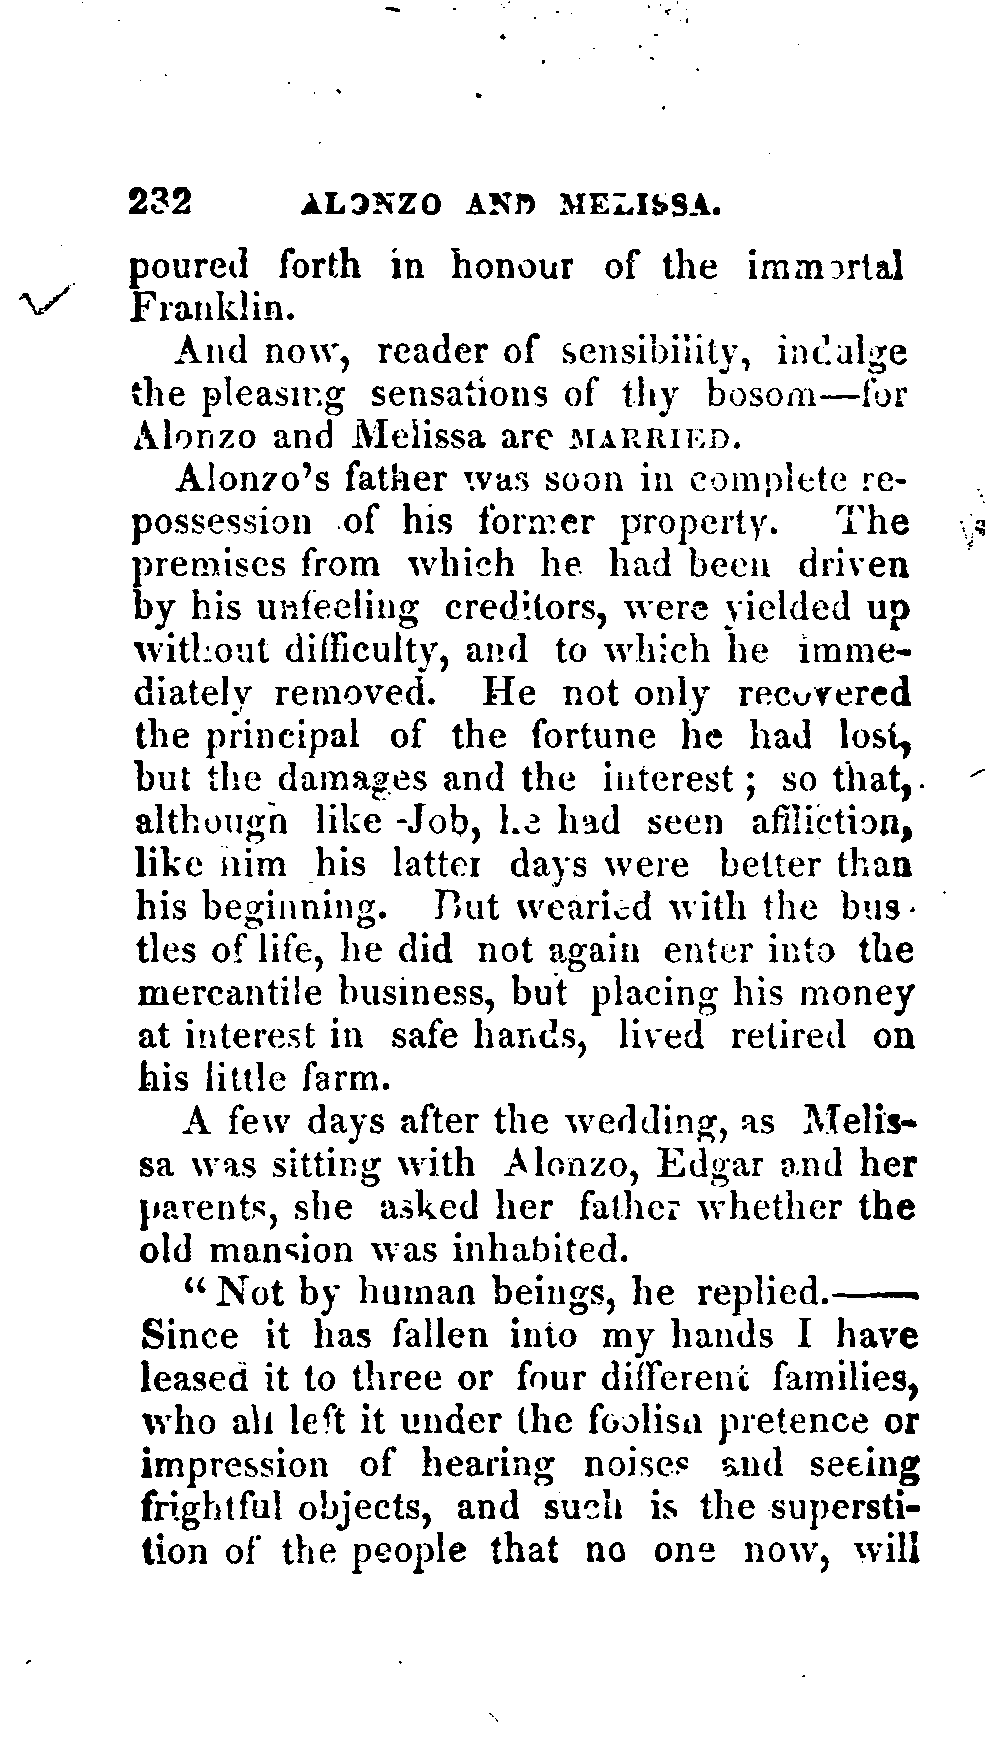 232 ALONZO AND MELISSA.
poured forth in honour of the immortal
Franklin.
And now, reader of sensibility, indulge
the pleasing sensations of thy bosom—for
Alonzo and Melissa are MARRIED.
Alonzo's father was soon in complete re-
possession of his former property. The
premises from which he had been driven
by his unfeeling creditors, were yielded up
without difficulty, and to which he imme-
diately removed. He not only recovered
the principal of the fortune he had lost,
but the damages and the interest; so that,
although like Job, he had seen affliction,
like him his latter days were better than
his beginning. But wearied with the bus-
tles of life, he did not again enter into the
mercantile business, but placing his money
at interest in safe hands, lived retired on
his little farm.
A few days after the wedding, as Melis-
sa was sitting with Alonzo, Edgar and her
parents, she asked her father whether the
old mansion was inhabited.
“Not by human beings, he replied.——
Since it has fallen into my hands I have
leased it to three or four different families,
who all left it under the foolish pretence or
impression of hearing noises and seeing
frightful objects, and such is the supersti-
tion of the people that no one now, will